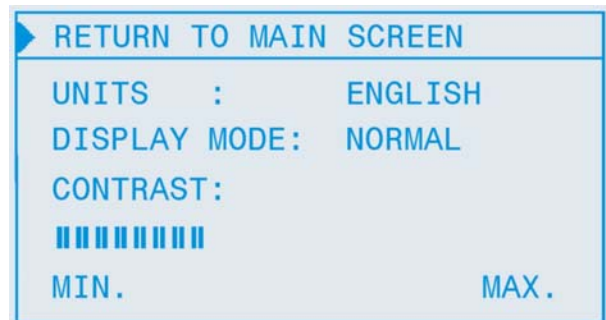 RETURN TO MAIN SCREEN
UNITS : ENGLISH
DISPLAY MODE: NORMAL
CONTRAST:
MIN. MAX.